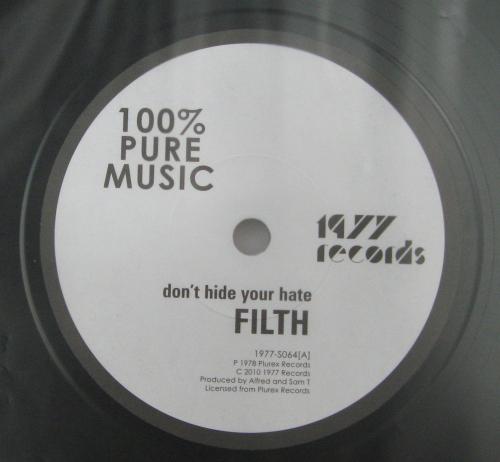 100%
PURE
MUSIC
1977
records
don't hide your hate
FILTH
1977-S064[A]
P 1978 Plurex Records
C 2010 1977 Records
Produced by Alfred and Sam T
Licensed from Plurex Records